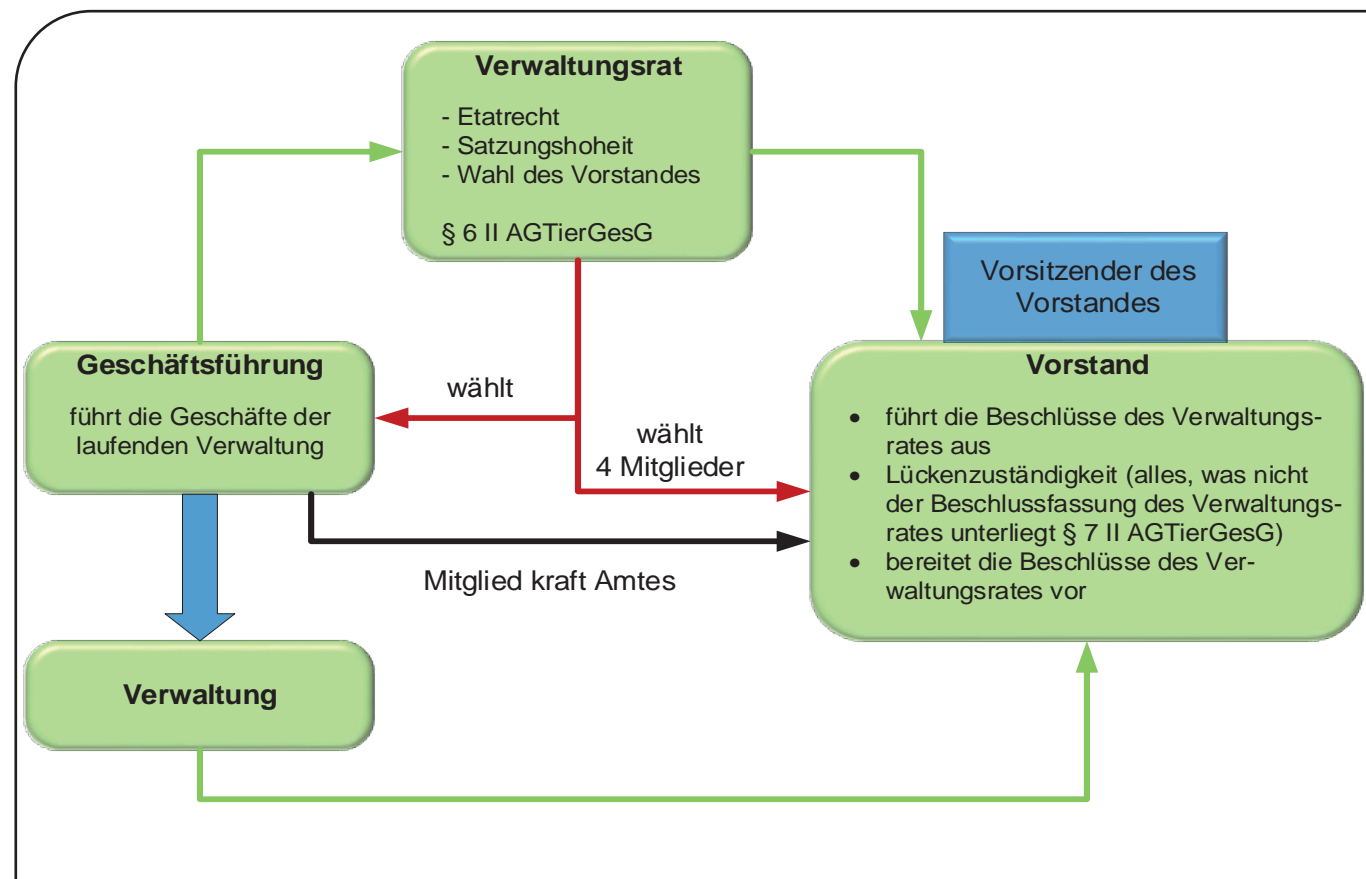 Verwaltungsrat
- Etatrecht
- Satzungshoheit
- Wahl des Vorstandes
§ 6 II AGTierGesG
Vorsitzender des
Vorstandes
Geschäftsführung
führt die Geschäfte der
laufenden Verwaltung
wählt
wählt
4 Mitglieder
Vorstand
• führt die Beschlüsse des Verwaltungs-
rates aus
• Lückenzuständigkeit (alles, was nicht
der Beschlussfassung des Verwaltungs-
rates unterliegt § 7 II AGTierGesG)
• bereitet die Beschlüsse des Ver-
waltungsrates vor
Mitglied kraft Amtes
Verwaltung